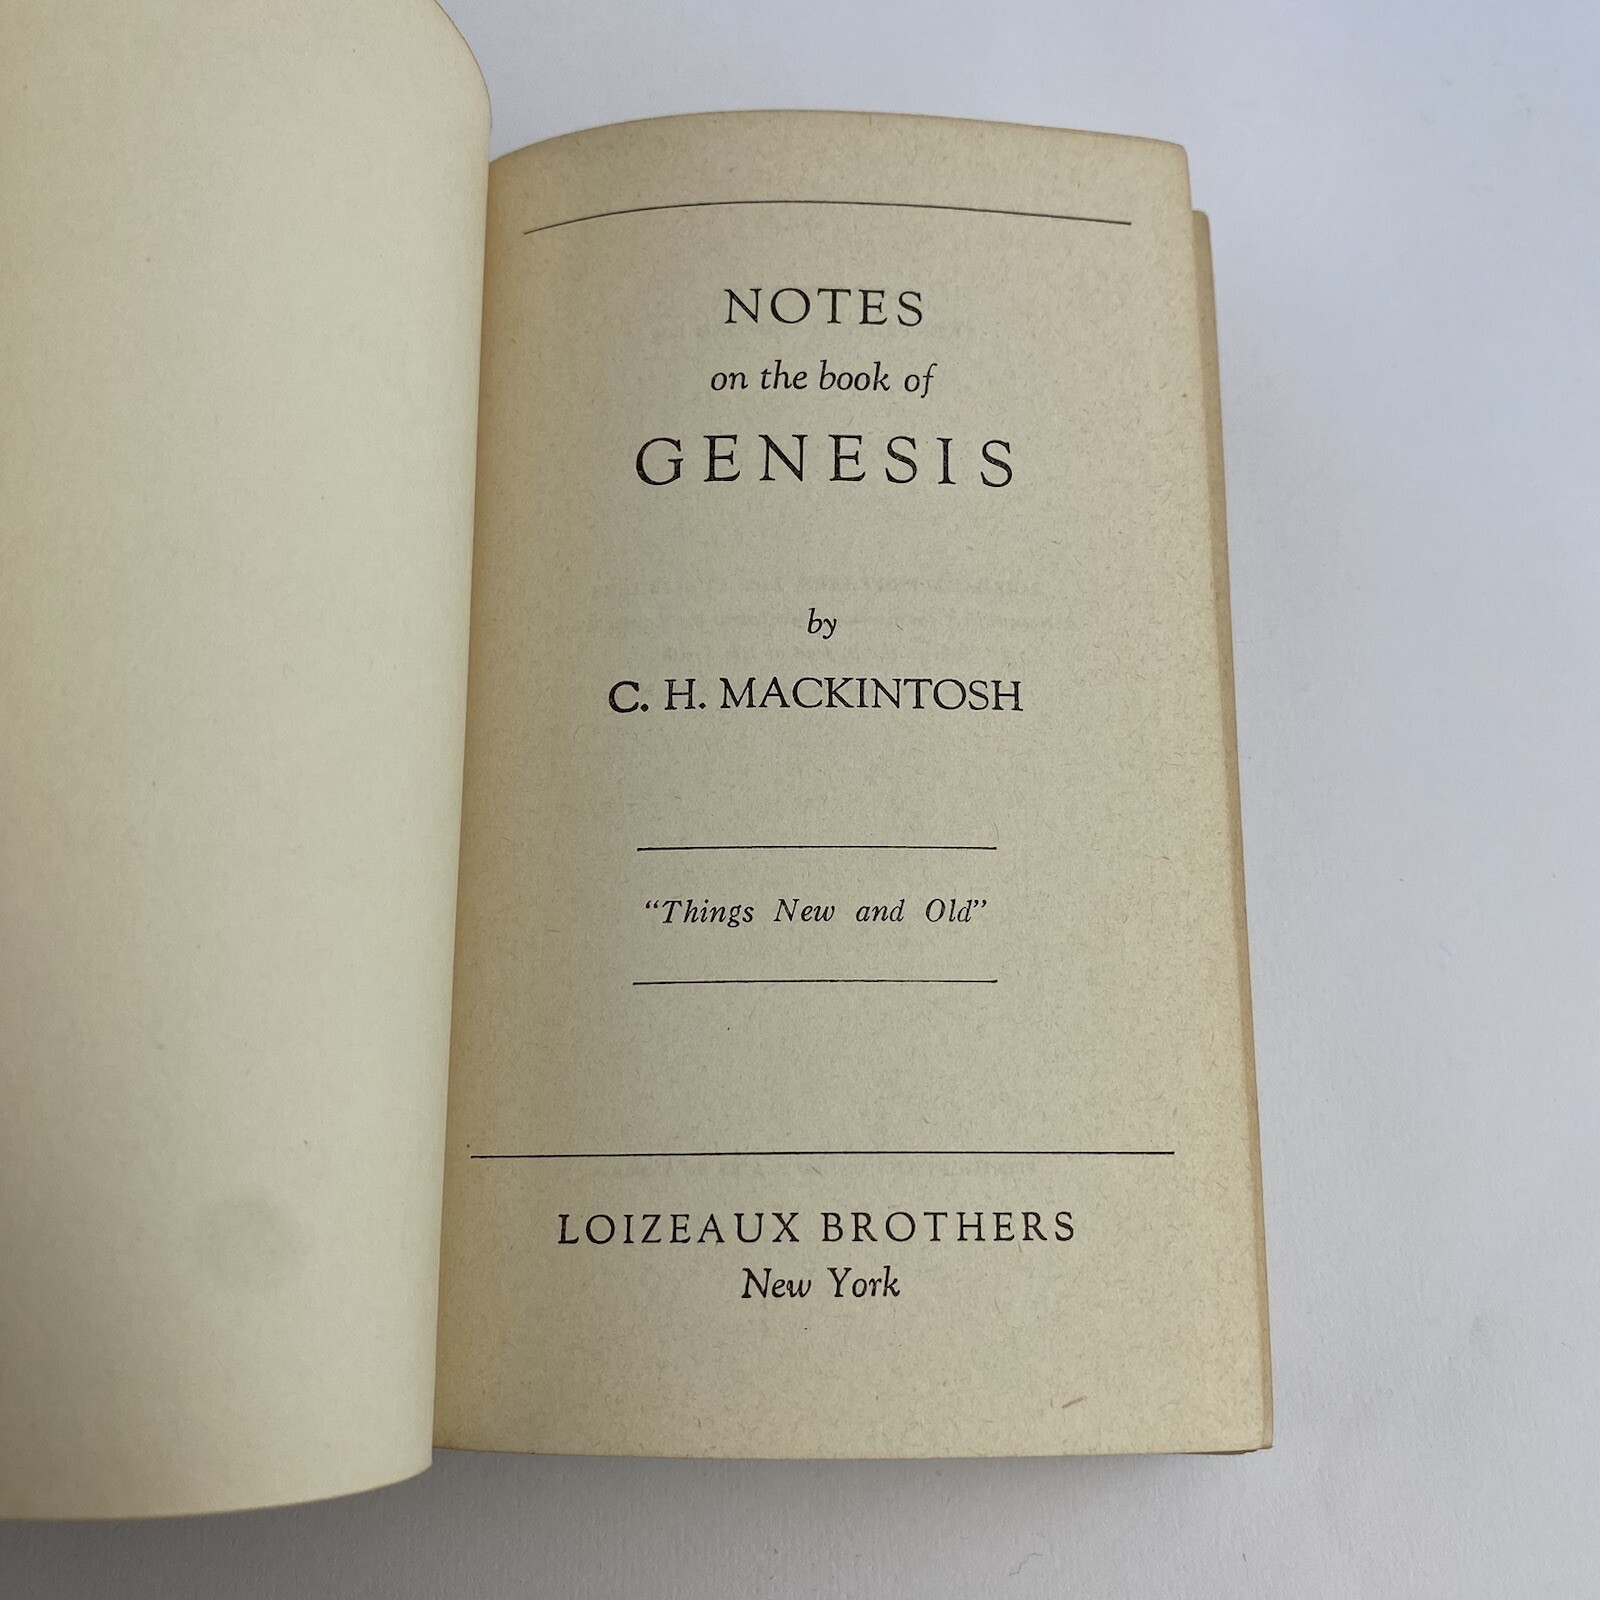 NOTES
on the book of
GENESIS
by
C. H. MACKINTOSH
"Things New and Old"
LOIZEAUX BROTHERS
New York